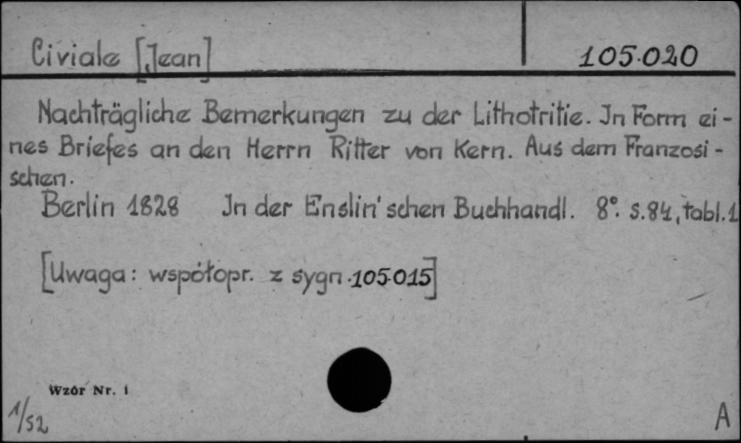 Civiale [Jean] 105.020
Nachträgliche Bemerkungen zu der Lithotritie. In Form ei-
nes Briefes an den Herrn Ritter von Kern. Aus dem Franzosi-
schen.
Berlin 1828 In der Enslin'schen Buchhandl. 8°. s.84, tabl.1
[Uwaga: współopr. z sygn.105.015]
Wzór Nr. 1
1/52 A